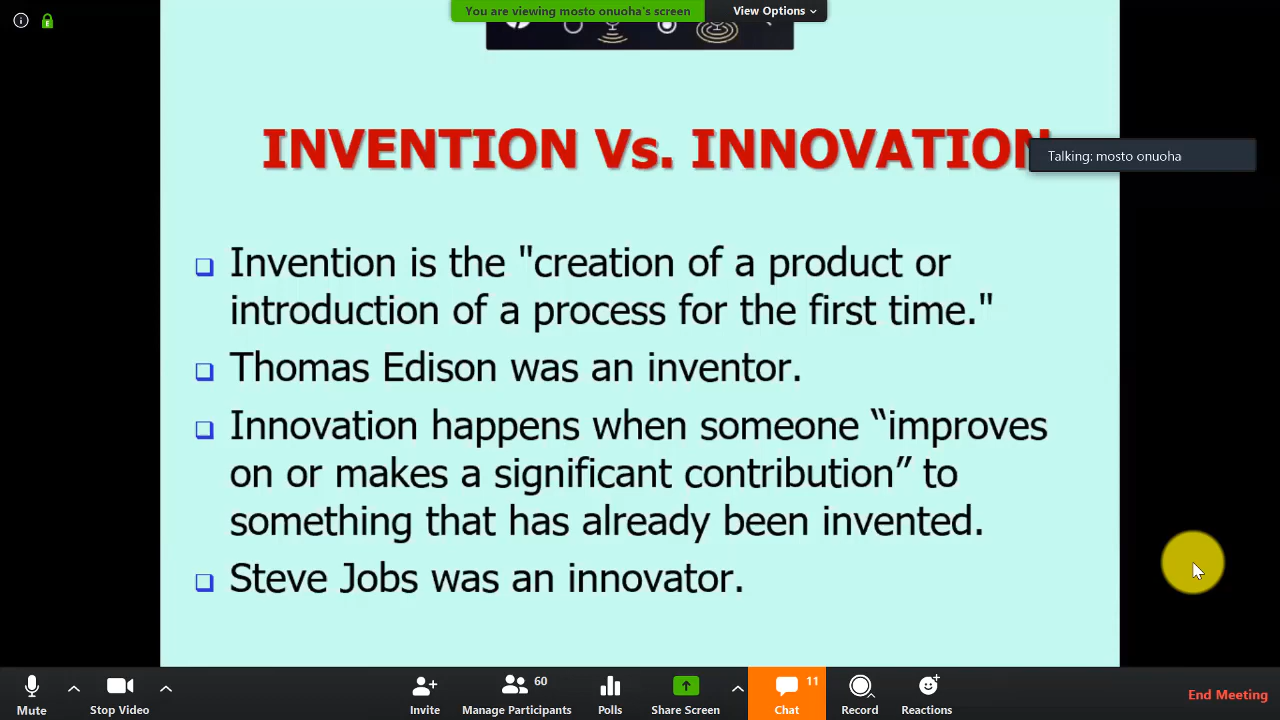 You are viewing mosto onuoha's screen
View Options
INVENTION Vs. INNOVATION
Talking: mosto onuoha
Invention is the "creation of a product or
introduction of a process for the first time."
Thomas Edison was an inventor.
Innovation happens when someone “improves
on or makes a significant contribution” to
something that has already been invented.
Steve Jobs was an innovator.
Mute
Stop Video
Invite
Manage Participants 60
Polls
Share Screen
Chat 11
Record
Reactions
End Meeting